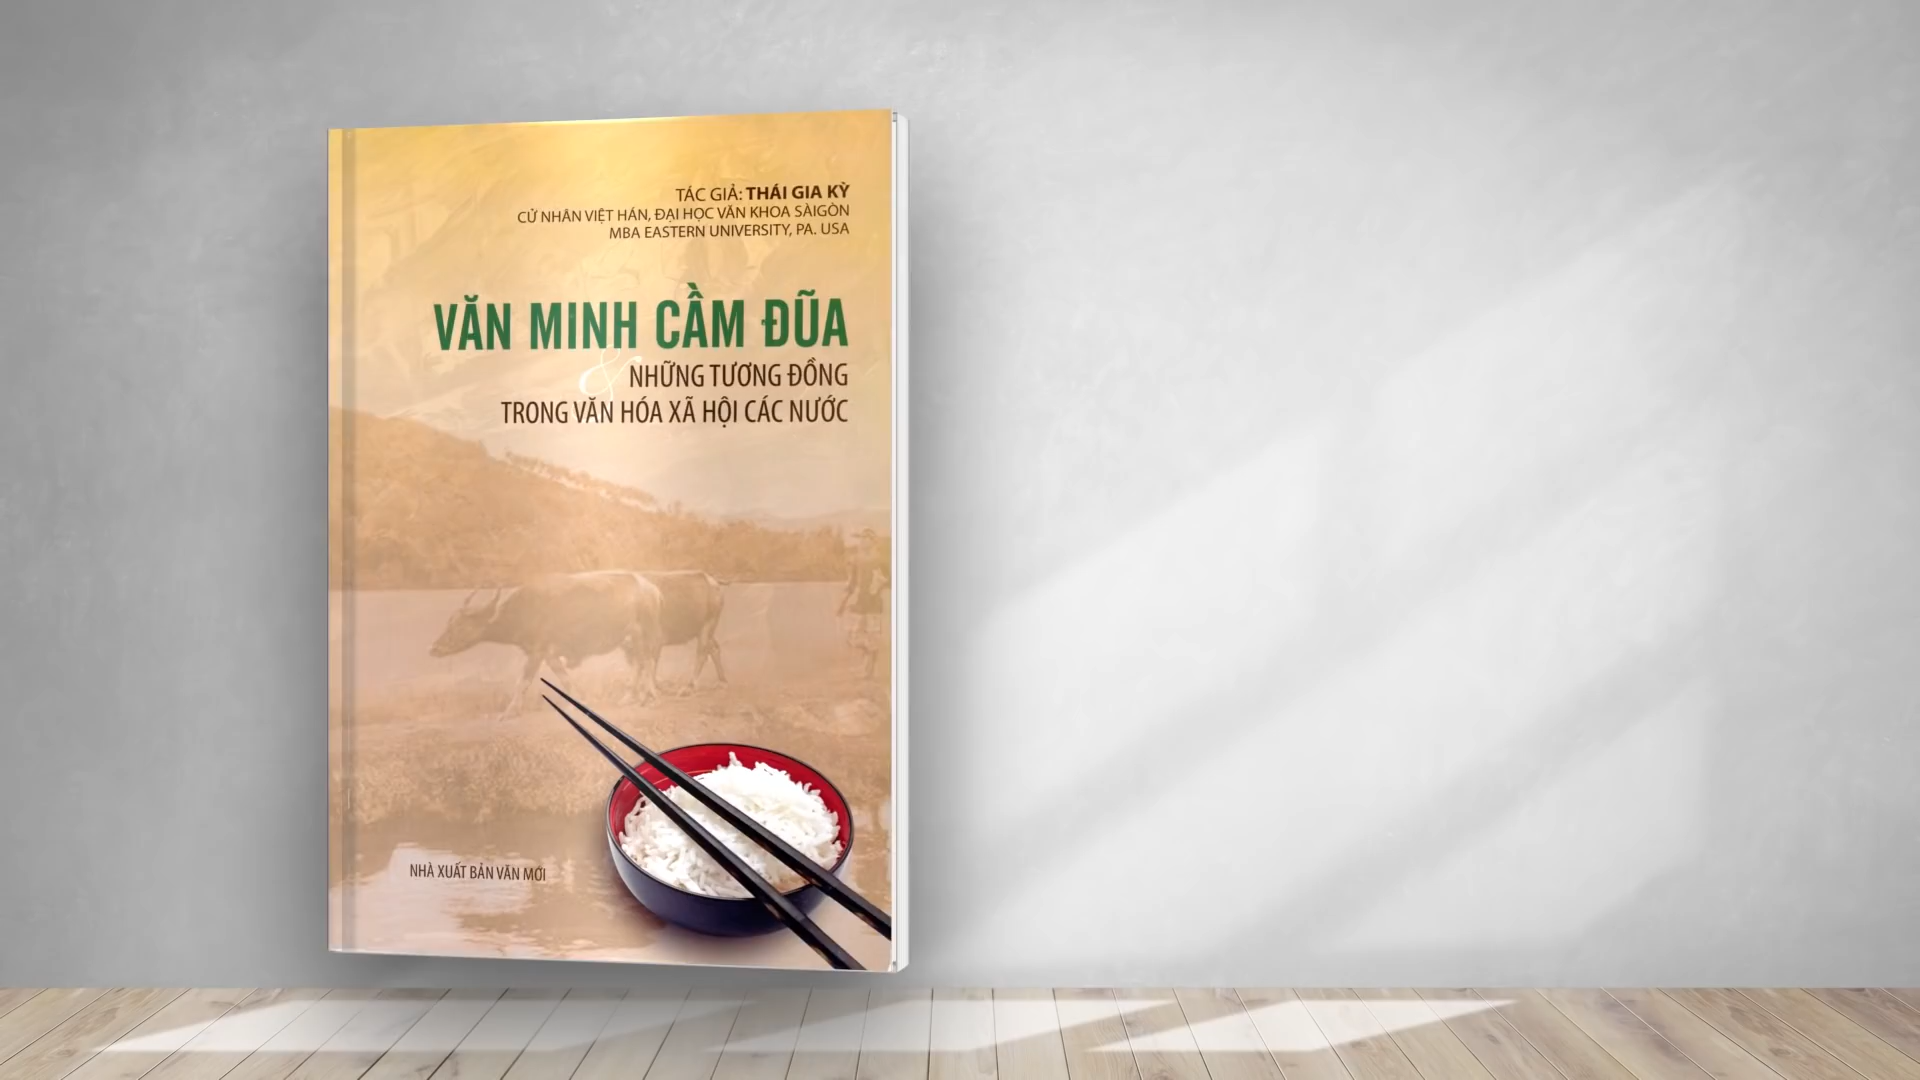 TÁC GIẢ: THÁI GIA KỲ
CỬ NHÂN VIỆT HÁN, ĐẠI HỌC VĂN KHOA SÀIGÒN
MBA EASTERN UNIVERSITY, PA. USA
VĂN MINH CẦM ĐŨA
& NHỮNG TƯƠNG ĐỒNG
TRONG VĂN HÓA XÃ HỘI CÁC NƯỚC
NHÀ XUẤT BẢN VĂN MỚI